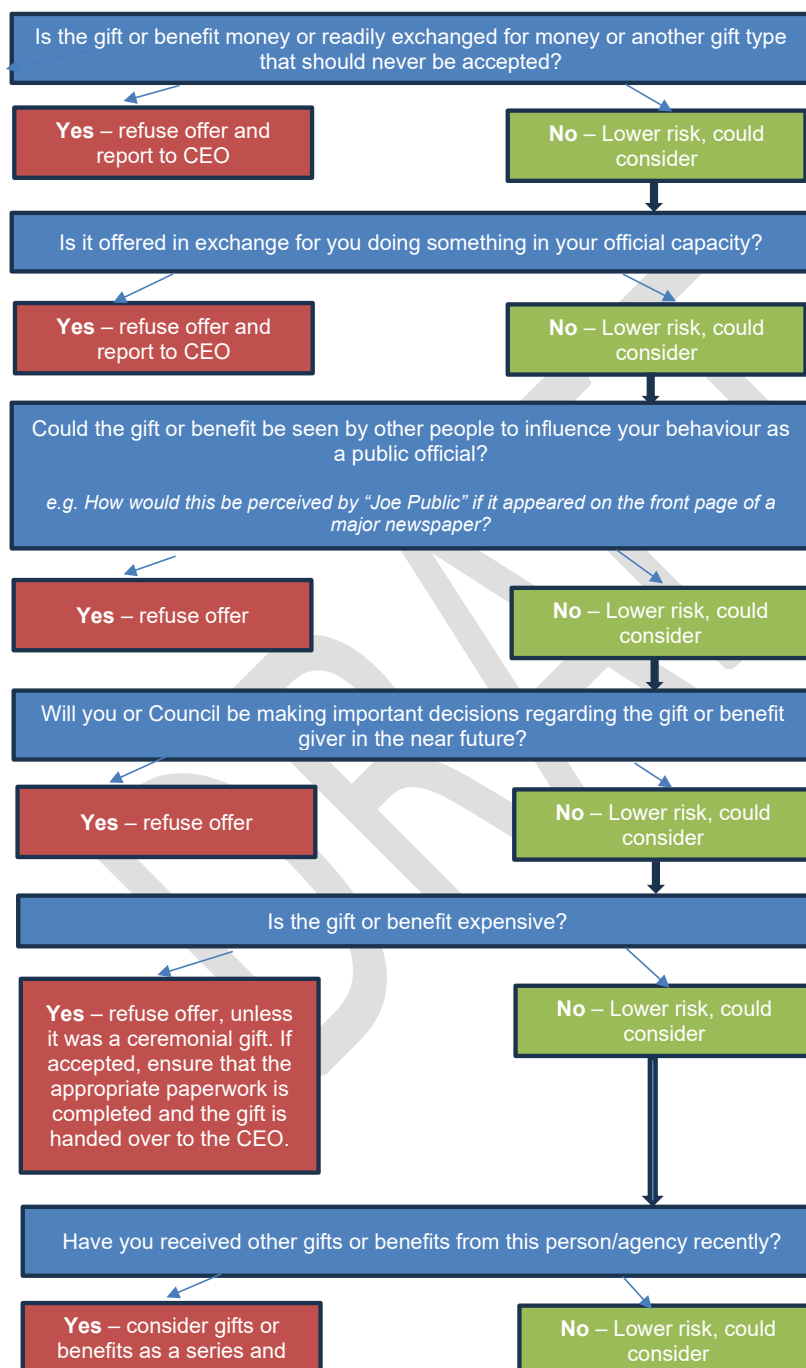 Is the gift or benefit money or readily exchanged for money or another gift type
that should never be accepted?
Yes – refuse offer and
report to CEO
No – Lower risk, could
consider
Is it offered in exchange for you doing something in your official capacity?
Yes – refuse offer and
report to CEO
No – Lower risk, could
consider
Could the gift or benefit be seen by other people to influence your behaviour as
a public official?
e.g. How would this be perceived by “Joe Public” if it appeared on the front page of a
major newspaper?
Yes – refuse offer
No – Lower risk, could
consider
Will you or Council be making important decisions regarding the gift or benefit
giver in the near future?
Yes – refuse offer
No – Lower risk, could
consider
Is the gift or benefit expensive?
Yes – refuse offer, unless
it was a ceremonial gift. If
accepted, ensure that the
appropriate paperwork is
completed and the gift is
handed over to the CEO.
No – Lower risk, could
consider
Have you received other gifts or benefits from this person/agency recently?
Yes – consider gifts or
benefits as a series and
No – Lower risk, could
consider
DRAFT